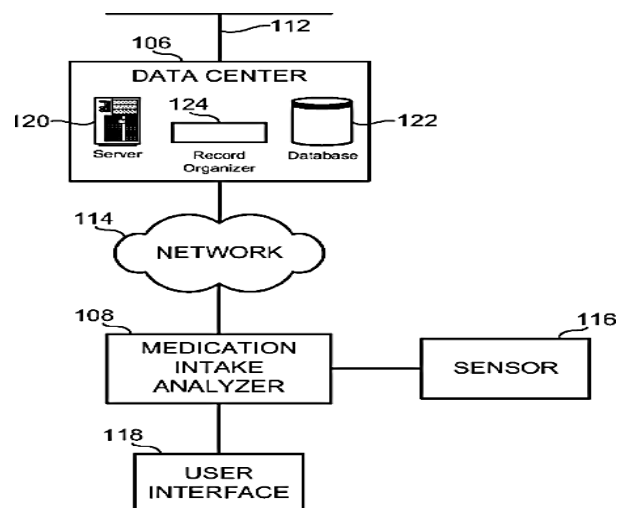 112
106
DATA CENTER
120
124
122
Server
Record
Organizer
Database
114
NETWORK
108
116
MEDICATION
INTAKE
ANALYZER
SENSOR
118
USER
INTERFACE